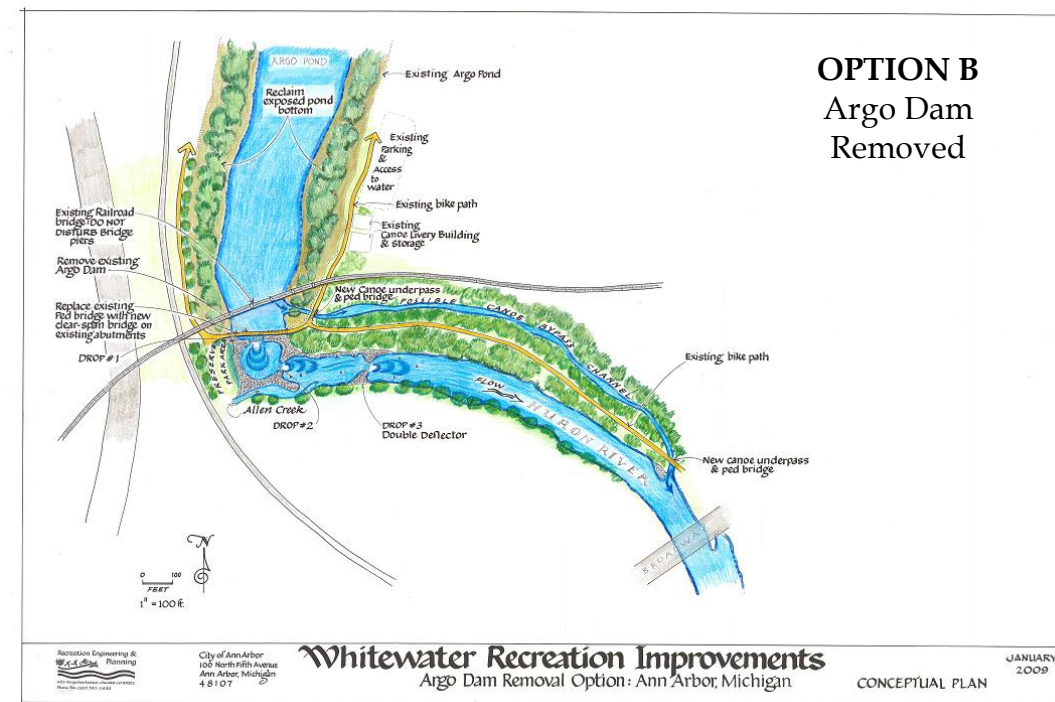 OPTION B
Argo Dam
Removed
ARGO POND
Existing Argo Pond
Reclaim
exposed pond
bottom
Existing
Parking
&
Access
to
water
Existing bike path
Existing
Canoe Livery Building
& storage
Existing Railroad
bridge-DO NOT
DISTURB Bridge
piers
Remove existing
Argo Dam
Replace existing
Ped bridge with new
clear-span bridge on
existing abutments
DROP #1
New Canoe underpass
& ped bridge
POSSIBLE CANOE BYPASS CHANNEL
PRESERVE
PARK AREA
Existing bike path
Allen Creek
DROP #2
DROP #3
Double Deflector
FLOW
HURON RIVER
New canoe underpass
& ped bridge
BROADWAY
N
0 100
FEET
1" = 100 ft.
Recreation Engineering &
Planning
City of Ann Arbor
100 North Fifth Avenue
Ann Arbor, Michigan
48107
Whitewater Recreation Improvements
Argo Dam Removal Option: Ann Arbor, Michigan
CONCEPTUAL PLAN
JANUARY
2009